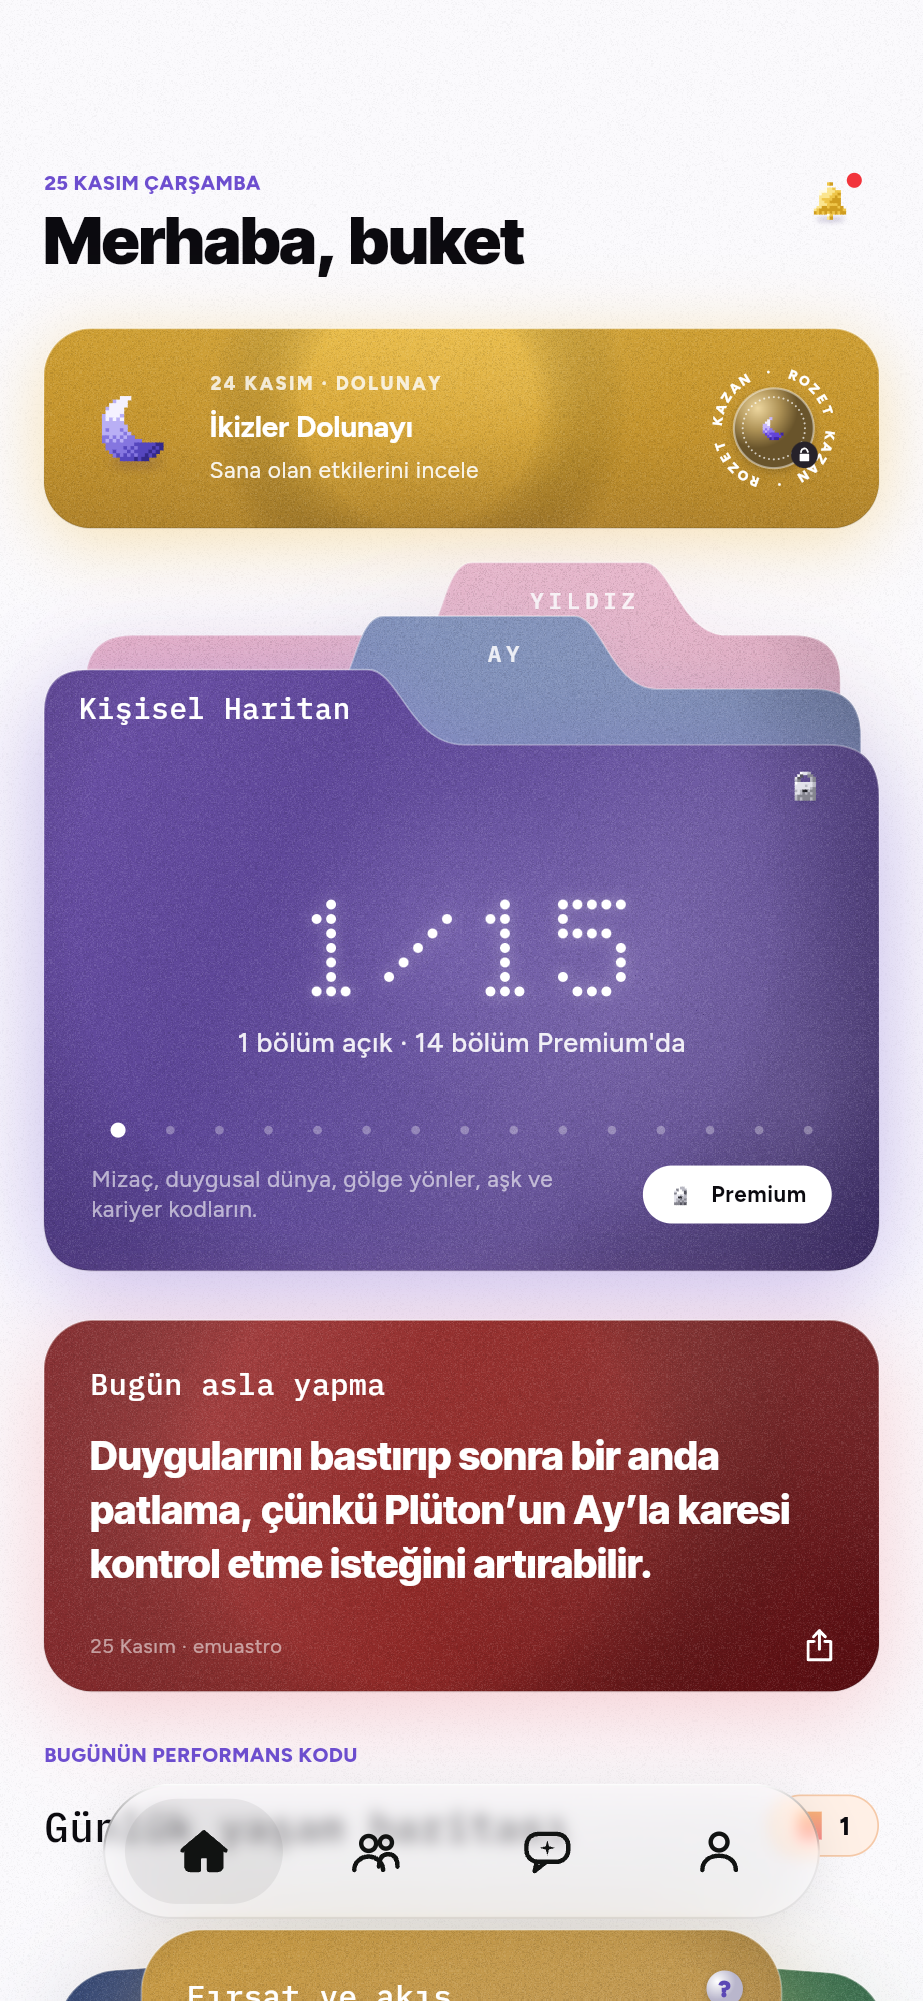 25 KASIM ÇARŞAMBA
Merhaba, buket
24 KASIM · DOLUNAY
İkizler Dolunayı
Sana olan etkilerini incele
ROZET KAZAN · ROZET KAZAN ·
YILDIZ
AY
Kişisel Haritan
1/15
1 bölüm açık · 14 bölüm Premium'da
Mizaç, duygusal dünya, gölge yönler, aşk ve
kariyer kodların.
Premium
Bugün asla yapma
Duygularını bastırıp sonra bir anda
patlama, çünkü Plüton’un Ay’la karesi
kontrol etme isteğini artırabilir.
25 Kasım · emuastro
BUGÜNÜN PERFORMANS KODU
1
Fırsat ve akış
?